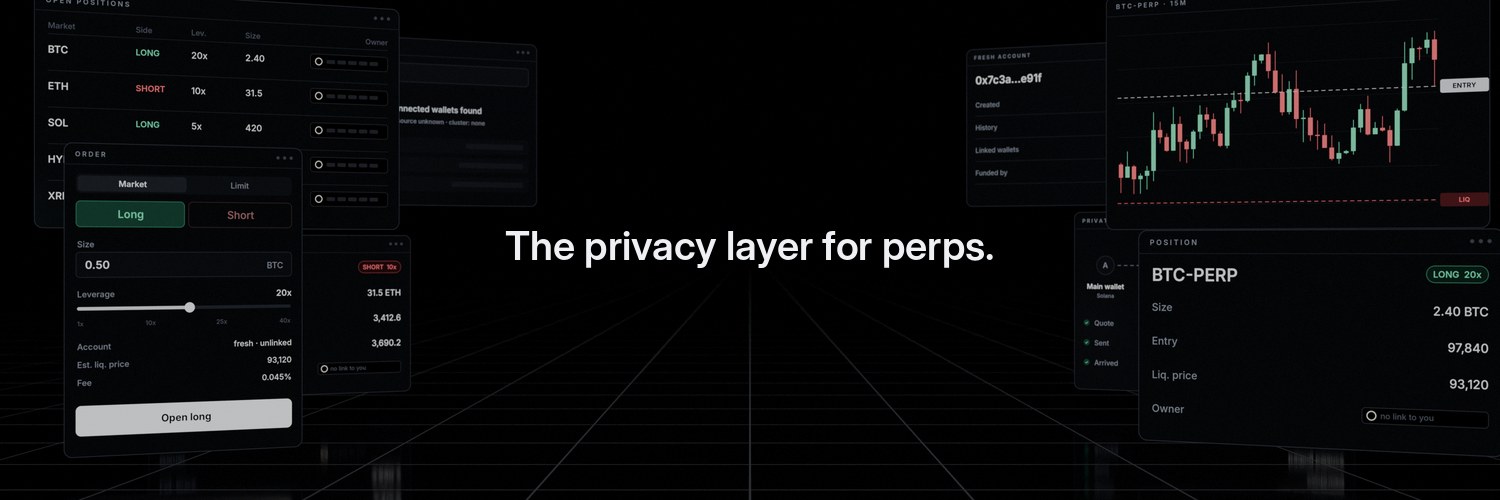 OPEN POSITIONS
Market Side Lev. Size Owner
BTC LONG 20x 2.40
ETH SHORT 10x 31.5
SOL LONG 5x 420
HY
XR
nnected wallets found
source unknown · cluster: none
ORDER
Market Limit
Long Short
Size
0.50 BTC
Leverage 20x
1x 10x 25x 40x
Account fresh · unlinked
Est. liq. price 93,120
Fee 0.045%
Open long
SHORT 10x
31.5 ETH
3,412.6
3,690.2
no link to you
The privacy layer for perps.
FRESH ACCOUNT
0x7c3a...e91f
Created
History
Linked wallets
Funded by
BTC-PERP · 15M
ENTRY
LIQ
PRIVAT
A
Main wallet
Solana
Quote
Sent
Arrived
POSITION
BTC-PERP LONG 20x
Size 2.40 BTC
Entry 97,840
Liq. price 93,120
Owner no link to you